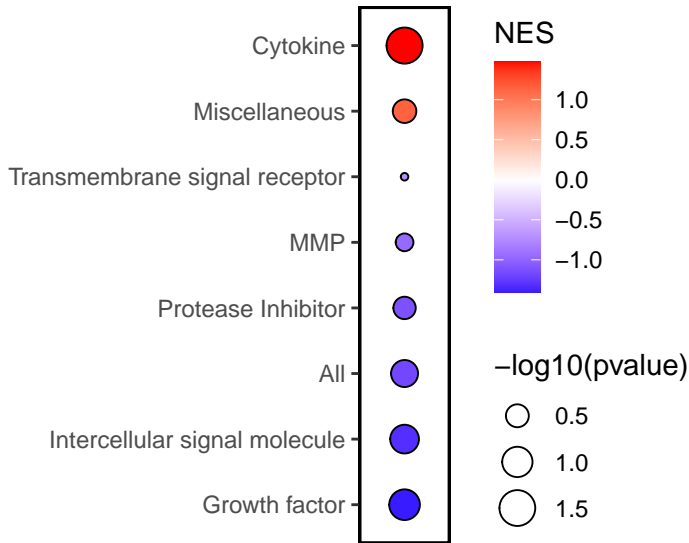 Cytokine
Miscellaneous
Transmembrane signal receptor
MMP
Protease Inhibitor
All
Intercellular signal molecule
Growth factor
NES
1.0
0.5
0.0
−0.5
−1.0
−log10(pvalue)
0.5
1.0
1.5